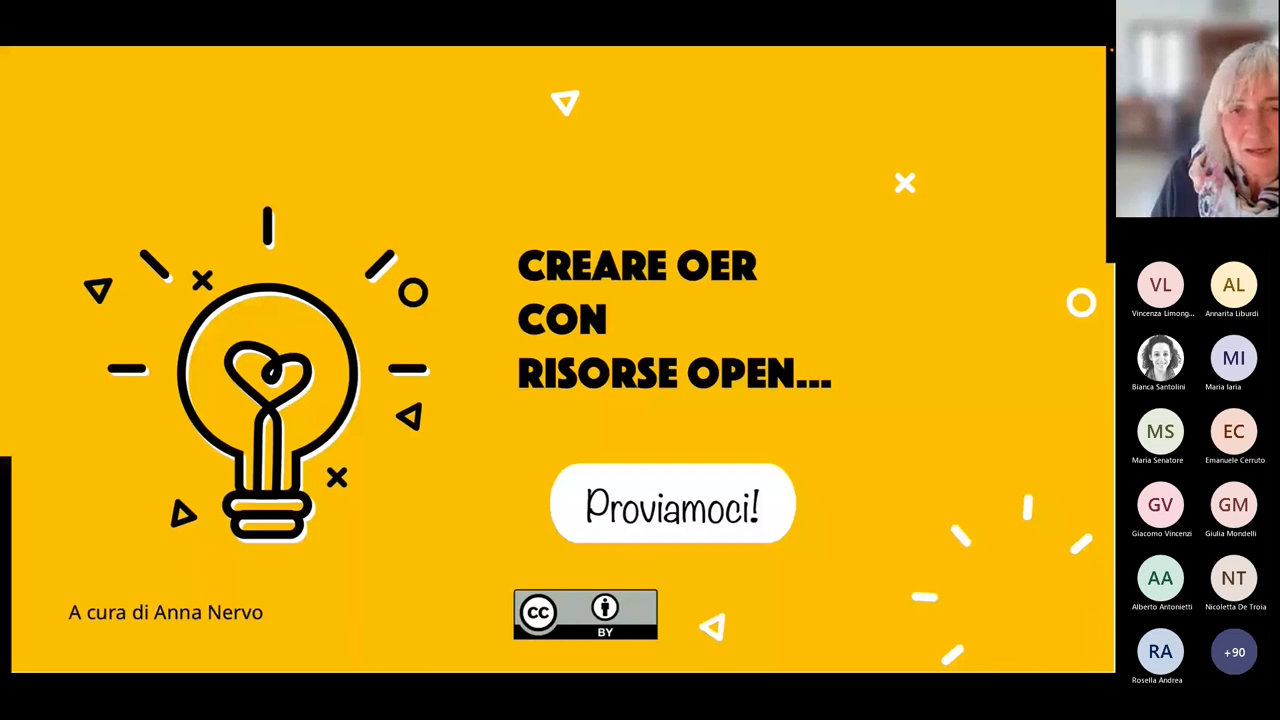 CREARE OER
CON
RISORSE OPEN...
Proviamoci!
A cura di Anna Nervo
CC
BY
VL
Vincenza Limong...
AL
Annarita Liburdi
Bianca Santolini
MI
Maria Iaria
MS
Maria Senatore
EC
Emanuele Cerruto
GV
Giacomo Vincenzi
GM
Giulia Mondelli
AA
Alberto Antonietti
NT
Nicoletta De Troia
RA
Rosella Andrea
+90